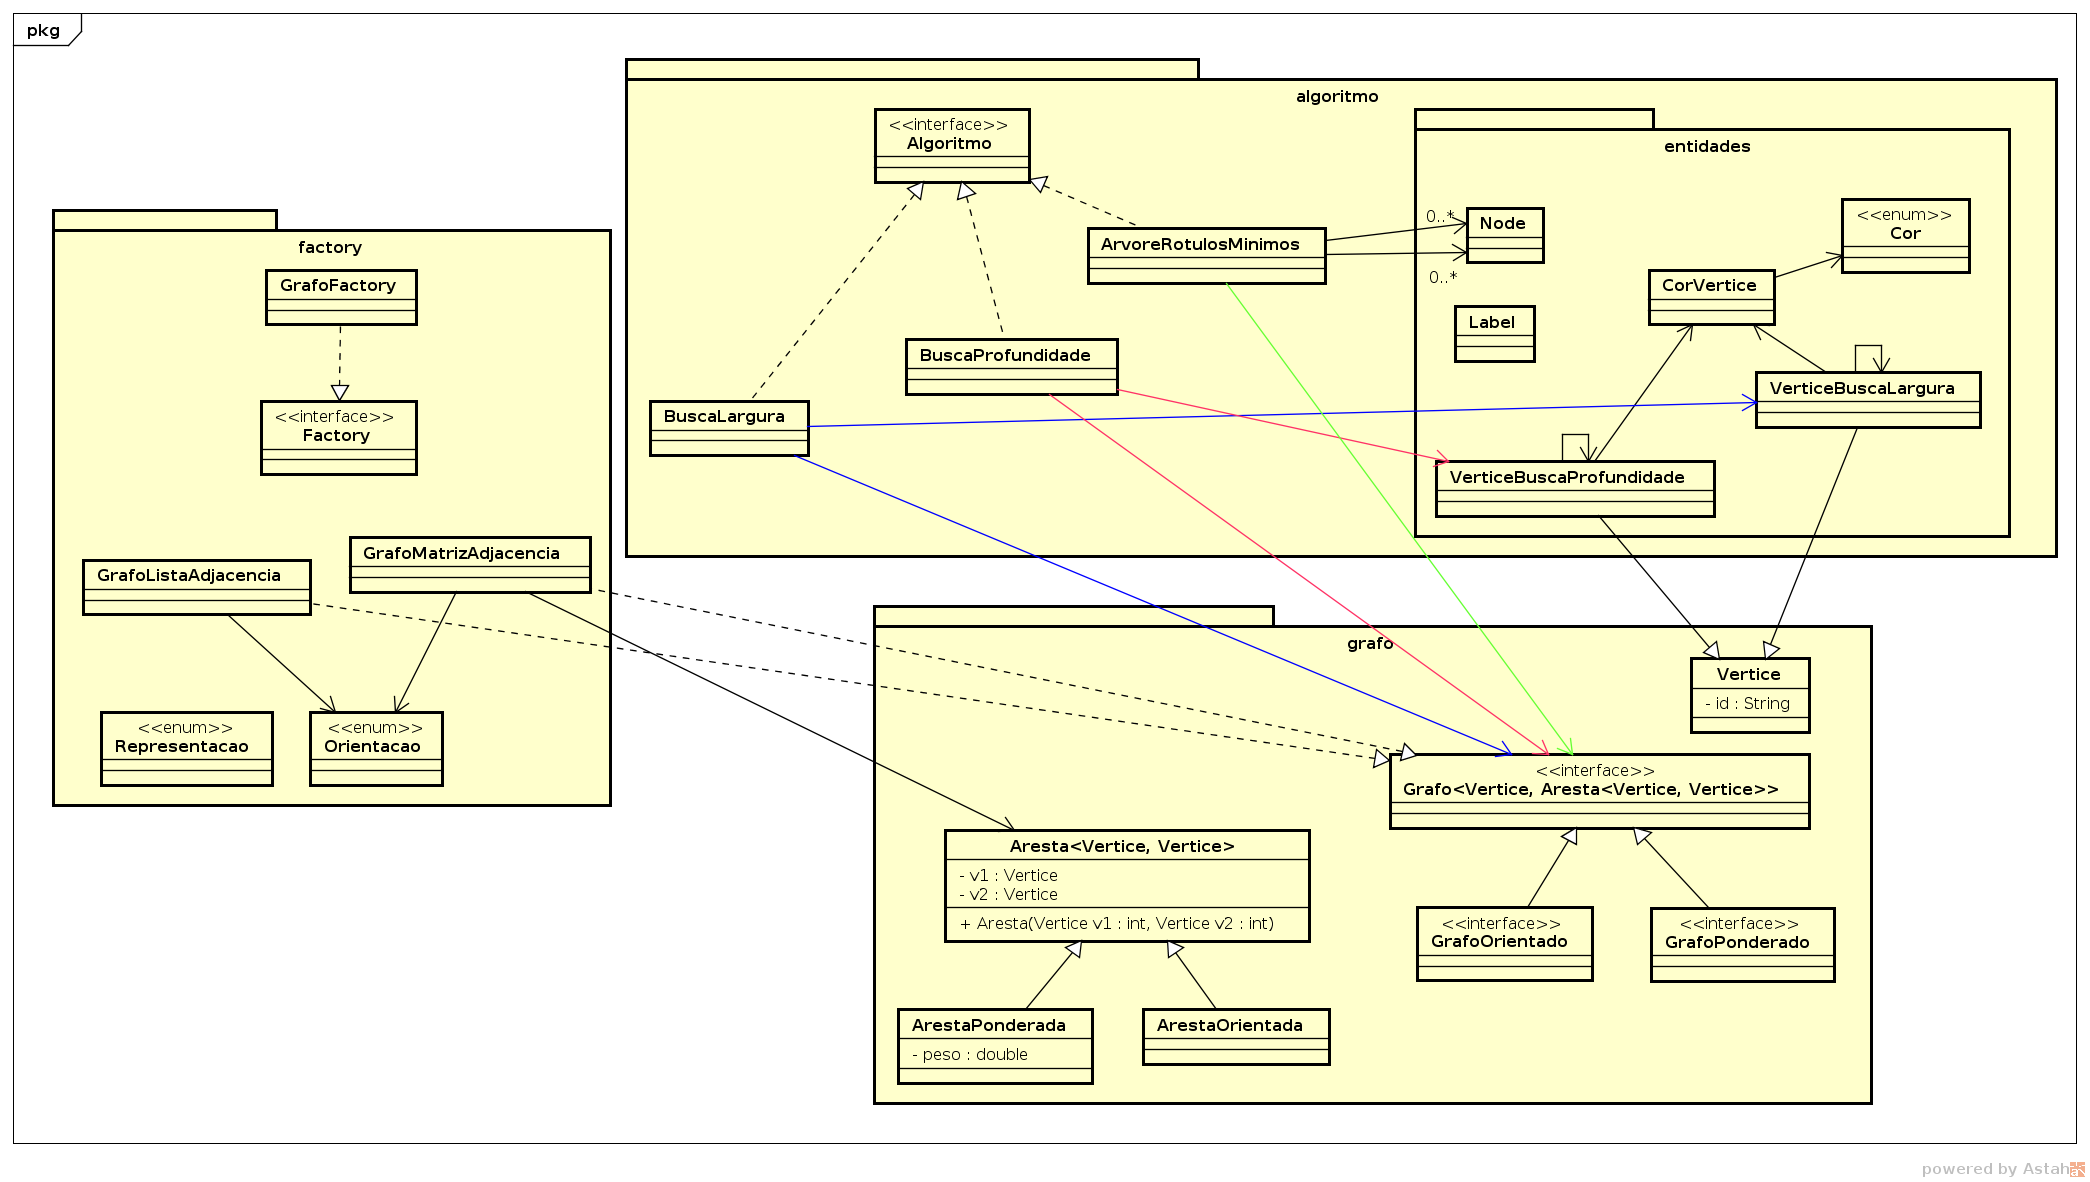 pkg
algoritmo
<<interface>>
Algoritmo
entidades
ArvoreRotulosMinimos
0..*
0..*
Node
<<enum>>
Cor
CorVertice
Label
BuscaProfundidade
BuscaLargura
VerticeBuscaLargura
VerticeBuscaProfundidade
factory
GrafoFactory
<<interface>>
Factory
GrafoMatrizAdjacencia
GrafoListaAdjacencia
<<enum>>
Representacao
<<enum>>
Orientacao
grafo
Vertice
- id : String
<<interface>>
Grafo<Vertice, Aresta<Vertice, Vertice>>
Aresta<Vertice, Vertice>
- v1 : Vertice
- v2 : Vertice
+ Aresta(Vertice v1 : int, Vertice v2 : int)
<<interface>>
GrafoOrientado
<<interface>>
GrafoPonderado
ArestaPonderada
- peso : double
ArestaOrientada
powered by Astah